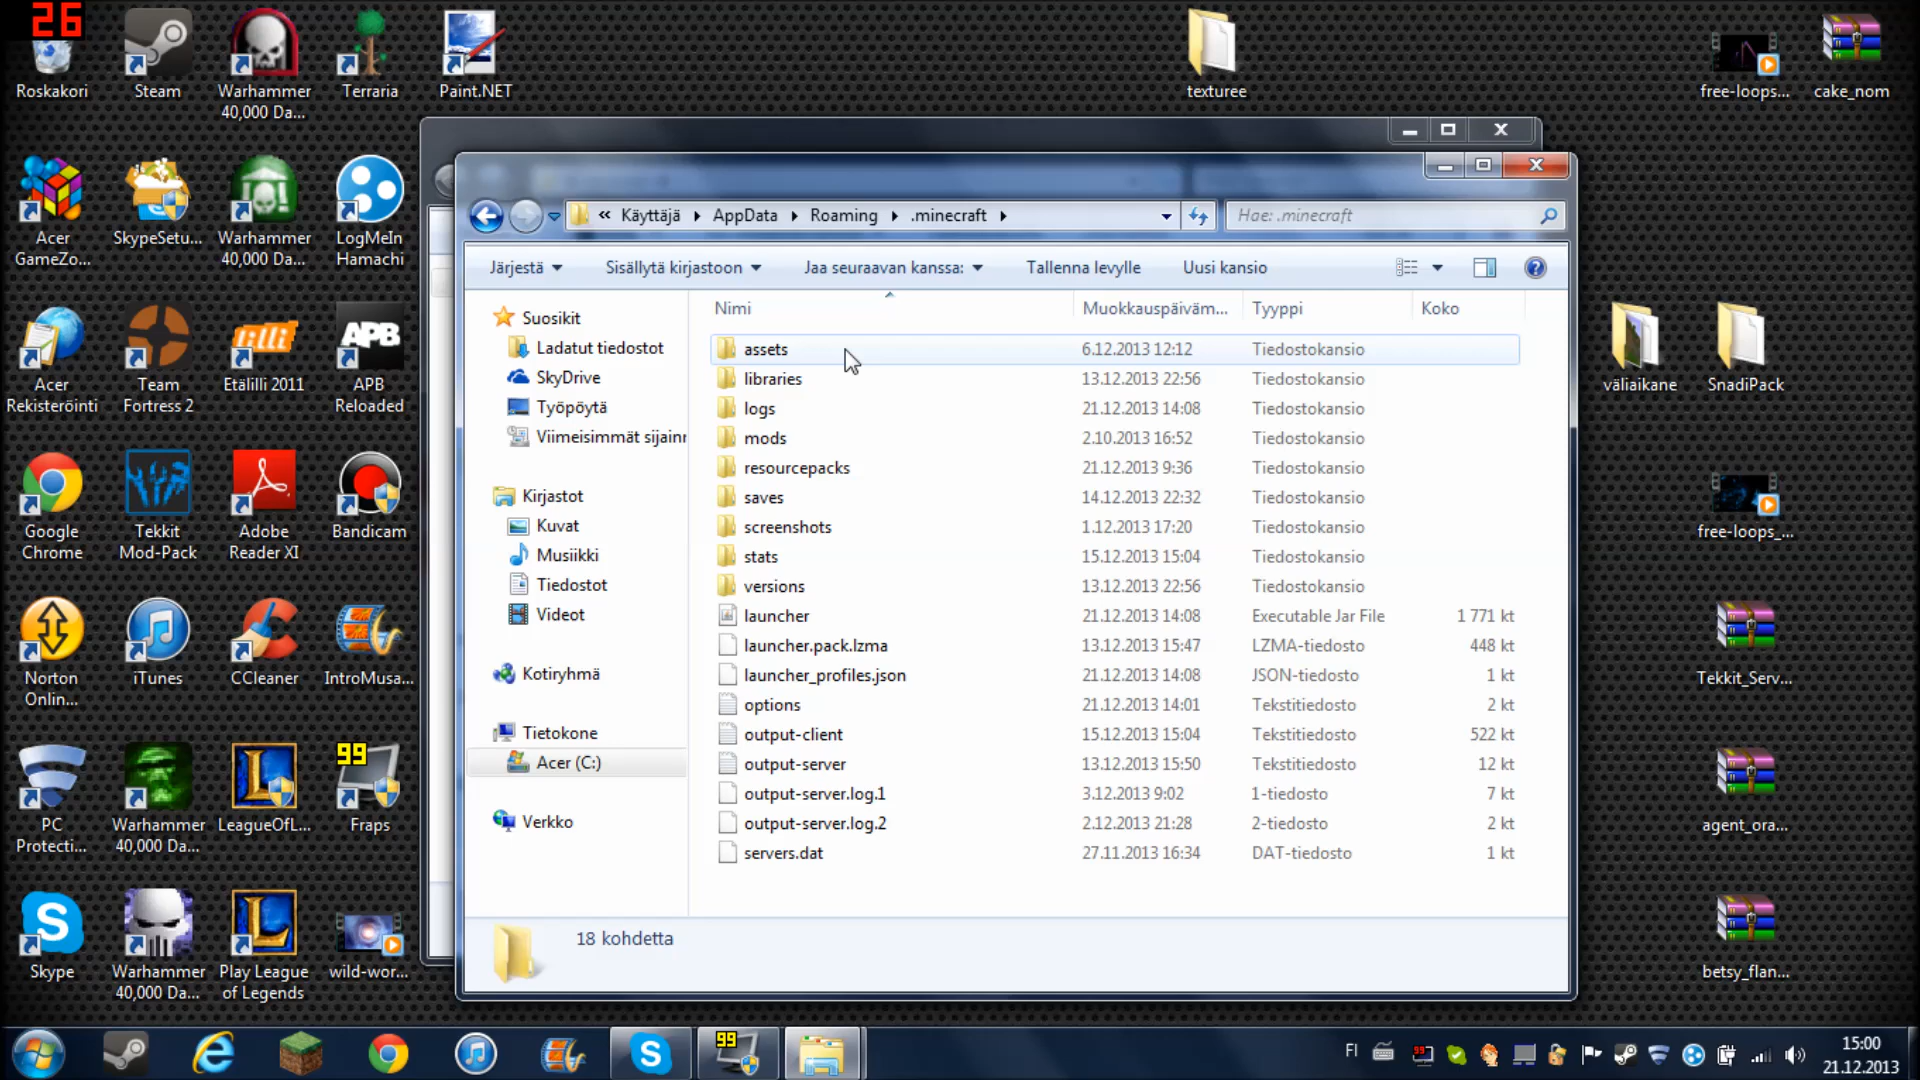 26
Roskakori
Steam
Warhammer
40,000 Da...
Terraria
Paint.NET
texturee
free-loops...
cake_nom
Acer
GameZo...
SkypeSetu...
Warhammer
40,000 Da...
LogMeIn
Hamachi
Acer
Rekisteröinti
Team
Fortress 2
Etälilli 2011
APB
Reloaded
Google
Chrome
Tekkit
Mod-Pack
Adobe
Reader XI
Bandicam
Norton
Onlin...
iTunes
CCleaner
IntroMusa...
PC
Protecti...
Warhammer
40,000 Da...
LeagueOfL...
99
Fraps
Skype
Warhammer
40,000 Da...
Play League
of Legends
wild-wor...
« Käyttäjä
AppData
Roaming
.minecraft
Hae: .minecraft
Järjestä
Sisällytä kirjastoon
Jaa seuraavan kanssa:
Tallenna levylle
Uusi kansio
Suosikit
Ladatut tiedostot
SkyDrive
Työpöytä
Viimeisimmät sijainn
Kirjastot
Kuvat
Musiikki
Tiedostot
Videot
Kotiryhmä
Tietokone
Acer (C:)
Verkko
Nimi Muokkauspäiväm... Tyyppi Koko
assets 6.12.2013 12:12 Tiedostokansio
libraries 13.12.2013 22:56 Tiedostokansio
logs 21.12.2013 14:08 Tiedostokansio
mods 2.10.2013 16:52 Tiedostokansio
resourcepacks 21.12.2013 9:36 Tiedostokansio
saves 14.12.2013 22:32 Tiedostokansio
screenshots 1.12.2013 17:20 Tiedostokansio
stats 15.12.2013 15:04 Tiedostokansio
versions 13.12.2013 22:56 Tiedostokansio
launcher 21.12.2013 14:08 Executable Jar File 1 771 kt
launcher.pack.lzma 13.12.2013 15:47 LZMA-tiedosto 448 kt
launcher_profiles.json 21.12.2013 14:08 JSON-tiedosto 1 kt
options 21.12.2013 14:01 Tekstitiedosto 2 kt
output-client 15.12.2013 15:04 Tekstitiedosto 522 kt
output-server 13.12.2013 15:50 Tekstitiedosto 12 kt
output-server.log.1 3.12.2013 9:02 1-tiedosto 7 kt
output-server.log.2 2.12.2013 21:28 2-tiedosto 2 kt
servers.dat 27.11.2013 16:34 DAT-tiedosto 1 kt
18 kohdetta
väliaikane
SnadiPack
free-loops_...
Tekkit_Serv...
agent_ora...
betsy_flan...
99
FI
15:00
21.12.2013